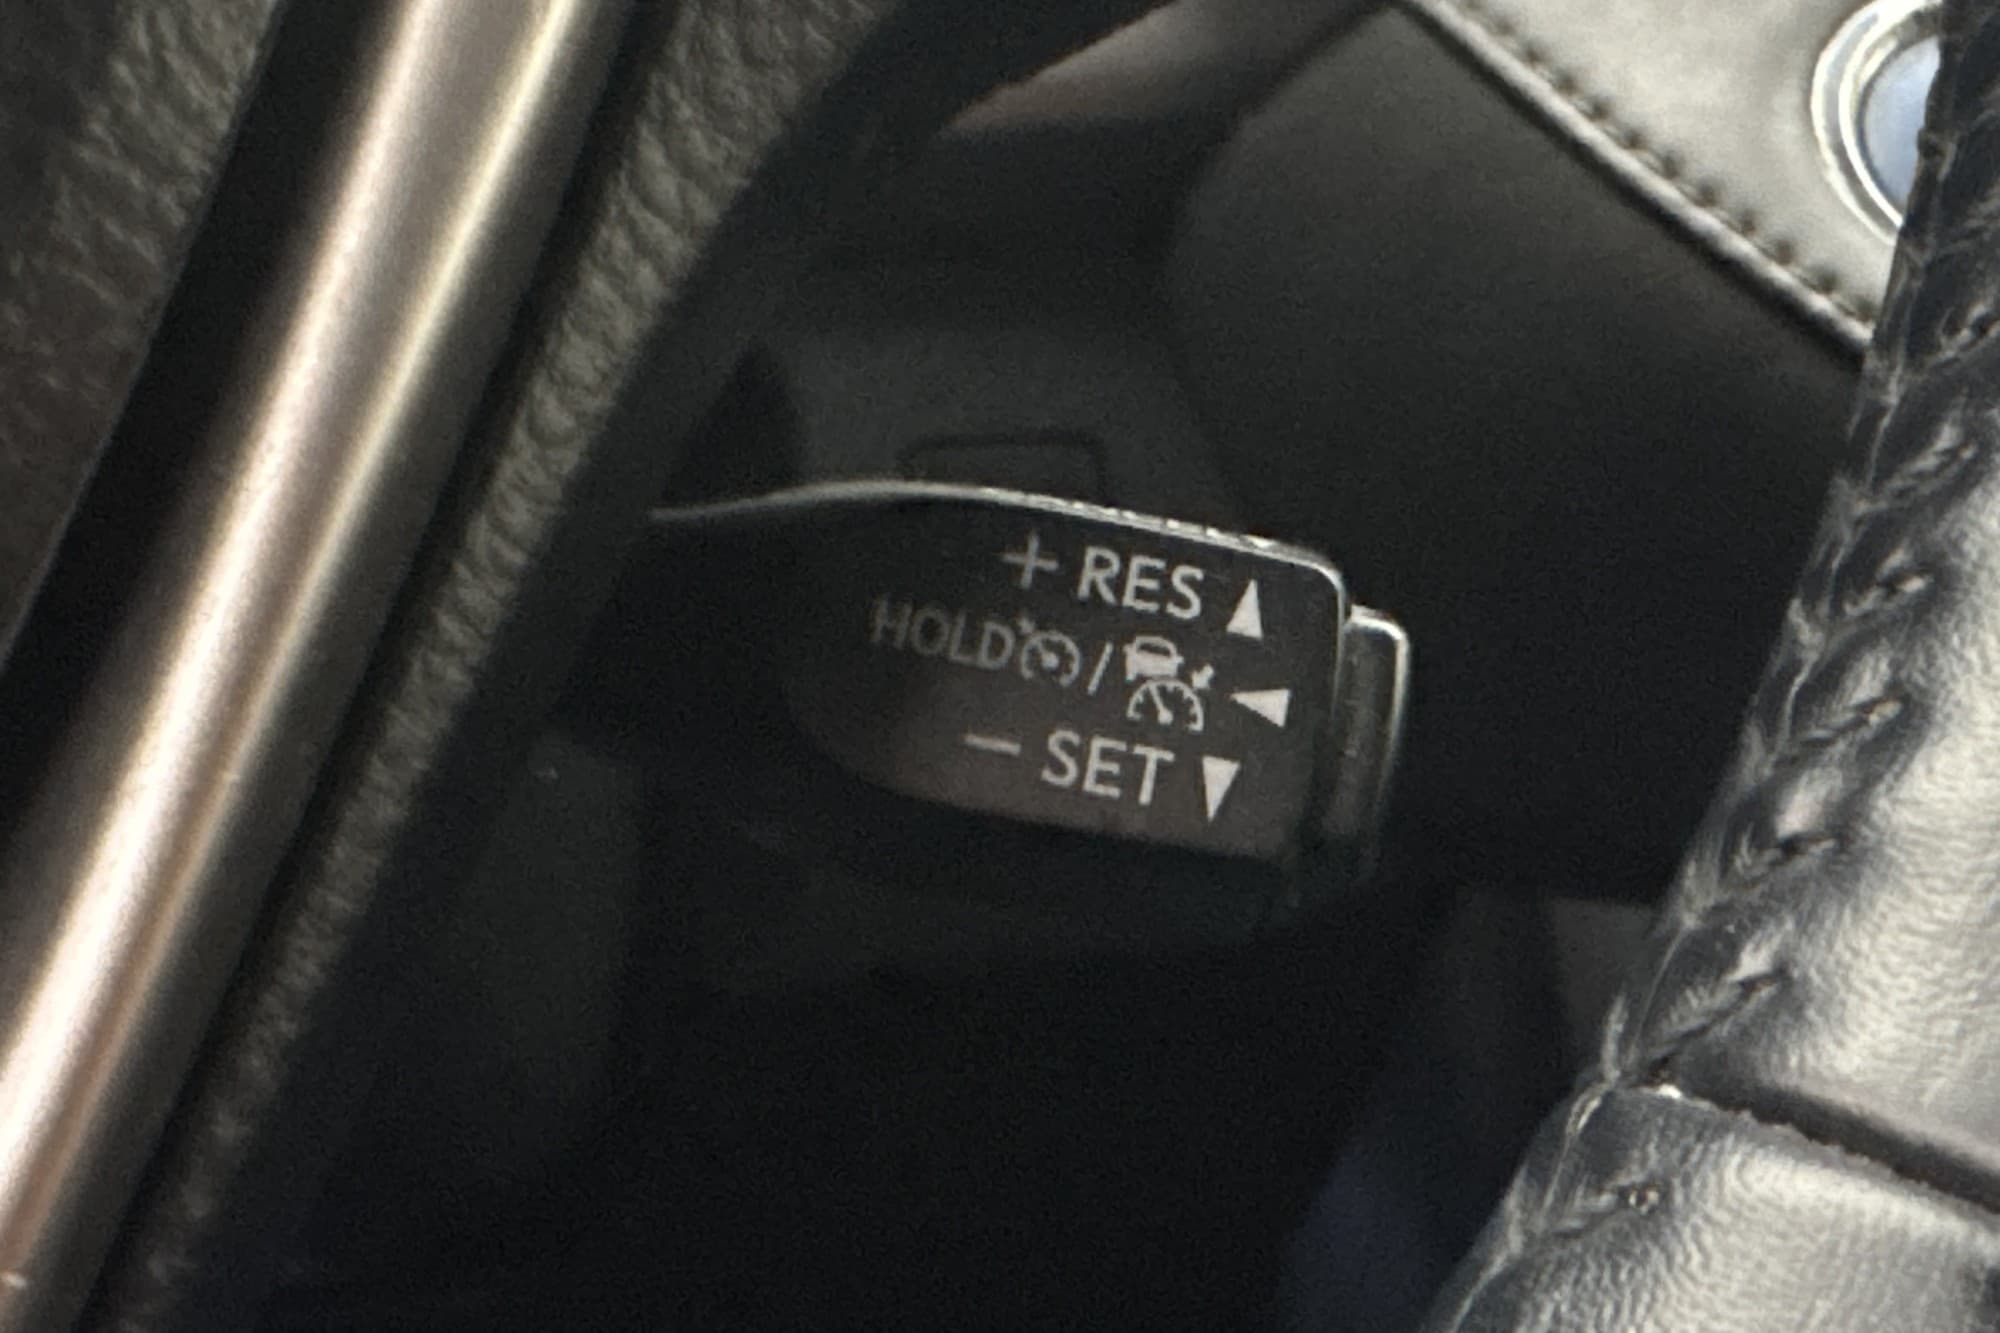 + RES ▲
HOLD / ◀
− SET ▼